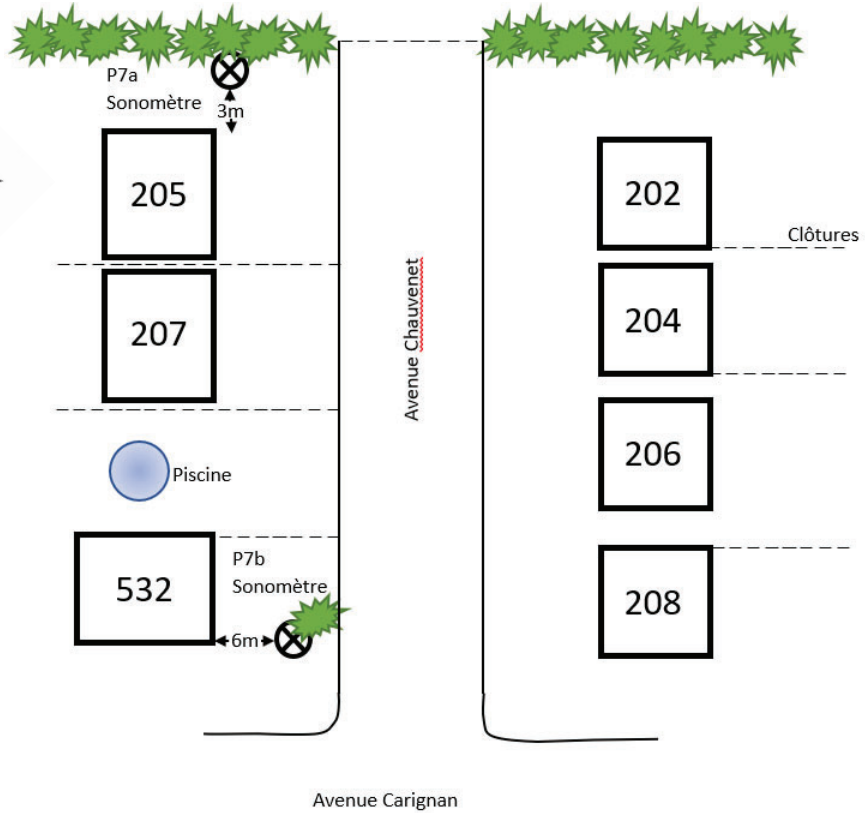 P7a
Sonomètre
3m
205
202
Clôtures
207
204
Avenue Chauvenet
206
Piscine
P7b
Sonomètre
532
208
6m
Avenue Carignan